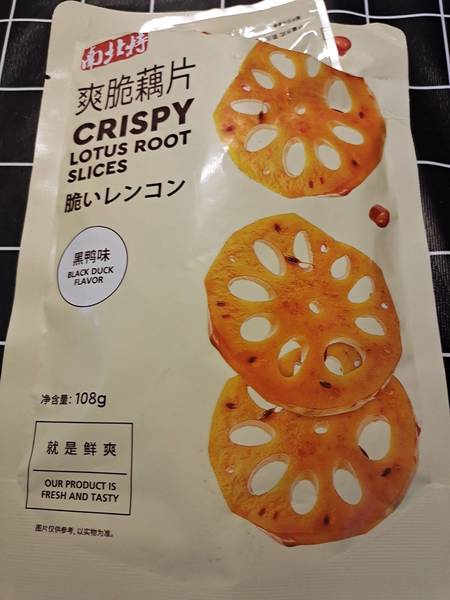 南北特
爽脆藕片
CRISPY
LOTUS ROOT
SLICES
脆いレンコン
黑鸭味
BLACK DUCK
FLAVOR
净含量: 108g
就是鲜爽
OUR PRODUCT IS
FRESH AND TASTY
图片仅供参考，以实物为准。